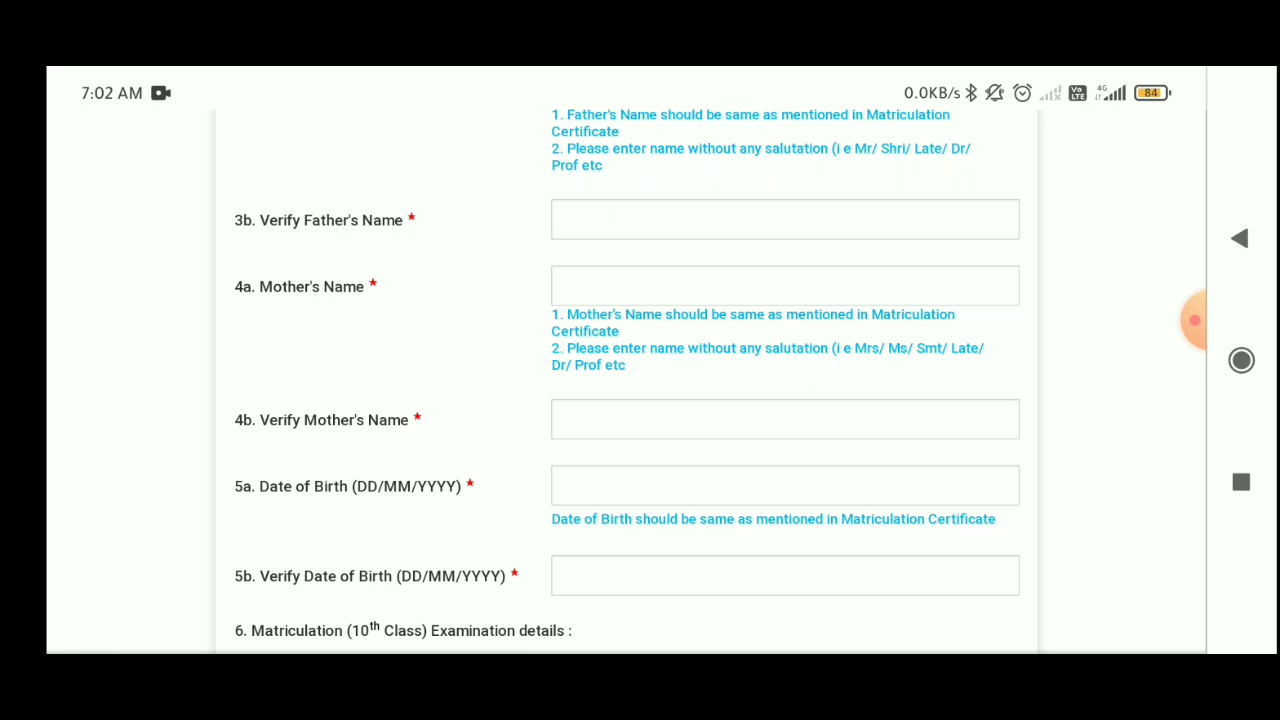 7:02 AM
0.0KB/s Vo LTE 4G 84
1. Father's Name should be same as mentioned in Matriculation
Certificate
2. Please enter name without any salutation (i e Mr/ Shri/ Late/ Dr/
Prof etc
3b. Verify Father's Name *
4a. Mother's Name *
1. Mother's Name should be same as mentioned in Matriculation
Certificate
2. Please enter name without any salutation (i e Mrs/ Ms/ Smt/ Late/
Dr/ Prof etc
4b. Verify Mother's Name *
5a. Date of Birth (DD/MM/YYYY) *
Date of Birth should be same as mentioned in Matriculation Certificate
5b. Verify Date of Birth (DD/MM/YYYY) *
6. Matriculation (10th Class) Examination details :